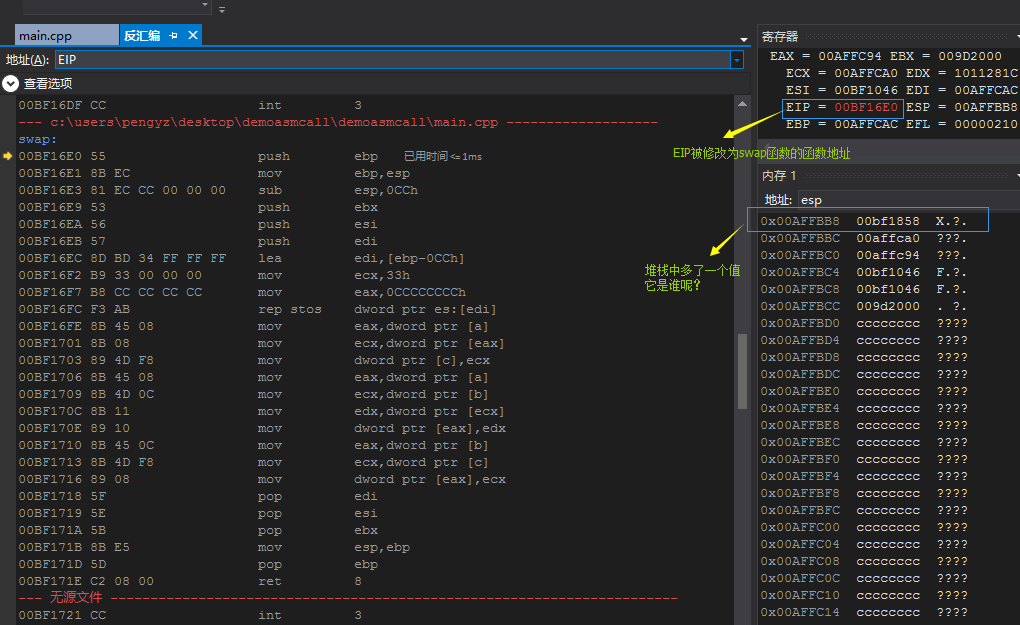 main.cpp
反汇编
地址(A): EIP
查看选项
00BF16DF CC int 3
--- c:\users\pengyz\desktop\demoasmcall\demoasmcall\main.cpp -------------------
swap:
00BF16E0 55 push ebp 已用时间<=1ms
00BF16E1 8B EC mov ebp,esp
00BF16E3 81 EC CC 00 00 00 sub esp,0CCh
00BF16E9 53 push ebx
00BF16EA 56 push esi
00BF16EB 57 push edi
00BF16EC 8D BD 34 FF FF FF lea edi,[ebp-0CCh]
00BF16F2 B9 33 00 00 00 mov ecx,33h
00BF16F7 B8 CC CC CC CC mov eax,0CCCCCCCCh
00BF16FC F3 AB rep stos dword ptr es:[edi]
00BF16FE 8B 45 08 mov eax,dword ptr [a]
00BF1701 8B 08 mov ecx,dword ptr [eax]
00BF1703 89 4D F8 mov dword ptr [c],ecx
00BF1706 8B 45 08 mov eax,dword ptr [a]
00BF1709 8B 4D 0C mov ecx,dword ptr [b]
00BF170C 8B 11 mov edx,dword ptr [ecx]
00BF170E 89 10 mov dword ptr [eax],edx
00BF1710 8B 45 0C mov eax,dword ptr [b]
00BF1713 8B 4D F8 mov ecx,dword ptr [c]
00BF1716 89 08 mov dword ptr [eax],ecx
00BF1718 5F pop edi
00BF1719 5E pop esi
00BF171A 5B pop ebx
00BF171B 8B E5 mov esp,ebp
00BF171D 5D pop ebp
00BF171E C2 08 00 ret 8
--- 无源文件 -----------------------------------------------------------------------
00BF1721 CC int 3
寄存器
EAX = 00AFFC94 EBX = 009D2000
ECX = 00AFFCA0 EDX = 1011281C
ESI = 00BF1046 EDI = 00AFFCAC
EIP = 00BF16E0 ESP = 00AFFBB8
EBP = 00AFFCAC EFL = 00000210
EIP被修改为swap函数的函数地址
内存 1
地址: esp
0x00AFFBB8 00bf1858 X.?.
0x00AFFBBC 00affca0 ???.
0x00AFFBC0 00affc94 ???.
0x00AFFBC4 00bf1046 F.?.
0x00AFFBC8 00bf1046 F.?.
0x00AFFBCC 009d2000 . ?.
0x00AFFBD0 cccccccc ????
0x00AFFBD4 cccccccc ????
0x00AFFBD8 cccccccc ????
0x00AFFBDC cccccccc ????
0x00AFFBE0 cccccccc ????
0x00AFFBE4 cccccccc ????
0x00AFFBE8 cccccccc ????
0x00AFFBEC cccccccc ????
0x00AFFBF0 cccccccc ????
0x00AFFBF4 cccccccc ????
0x00AFFBF8 cccccccc ????
0x00AFFBFC cccccccc ????
0x00AFFC00 cccccccc ????
0x00AFFC04 cccccccc ????
0x00AFFC08 cccccccc ????
0x00AFFC0C cccccccc ????
0x00AFFC10 cccccccc ????
0x00AFFC14 cccccccc ????
堆栈中多了一个值
它是谁呢?